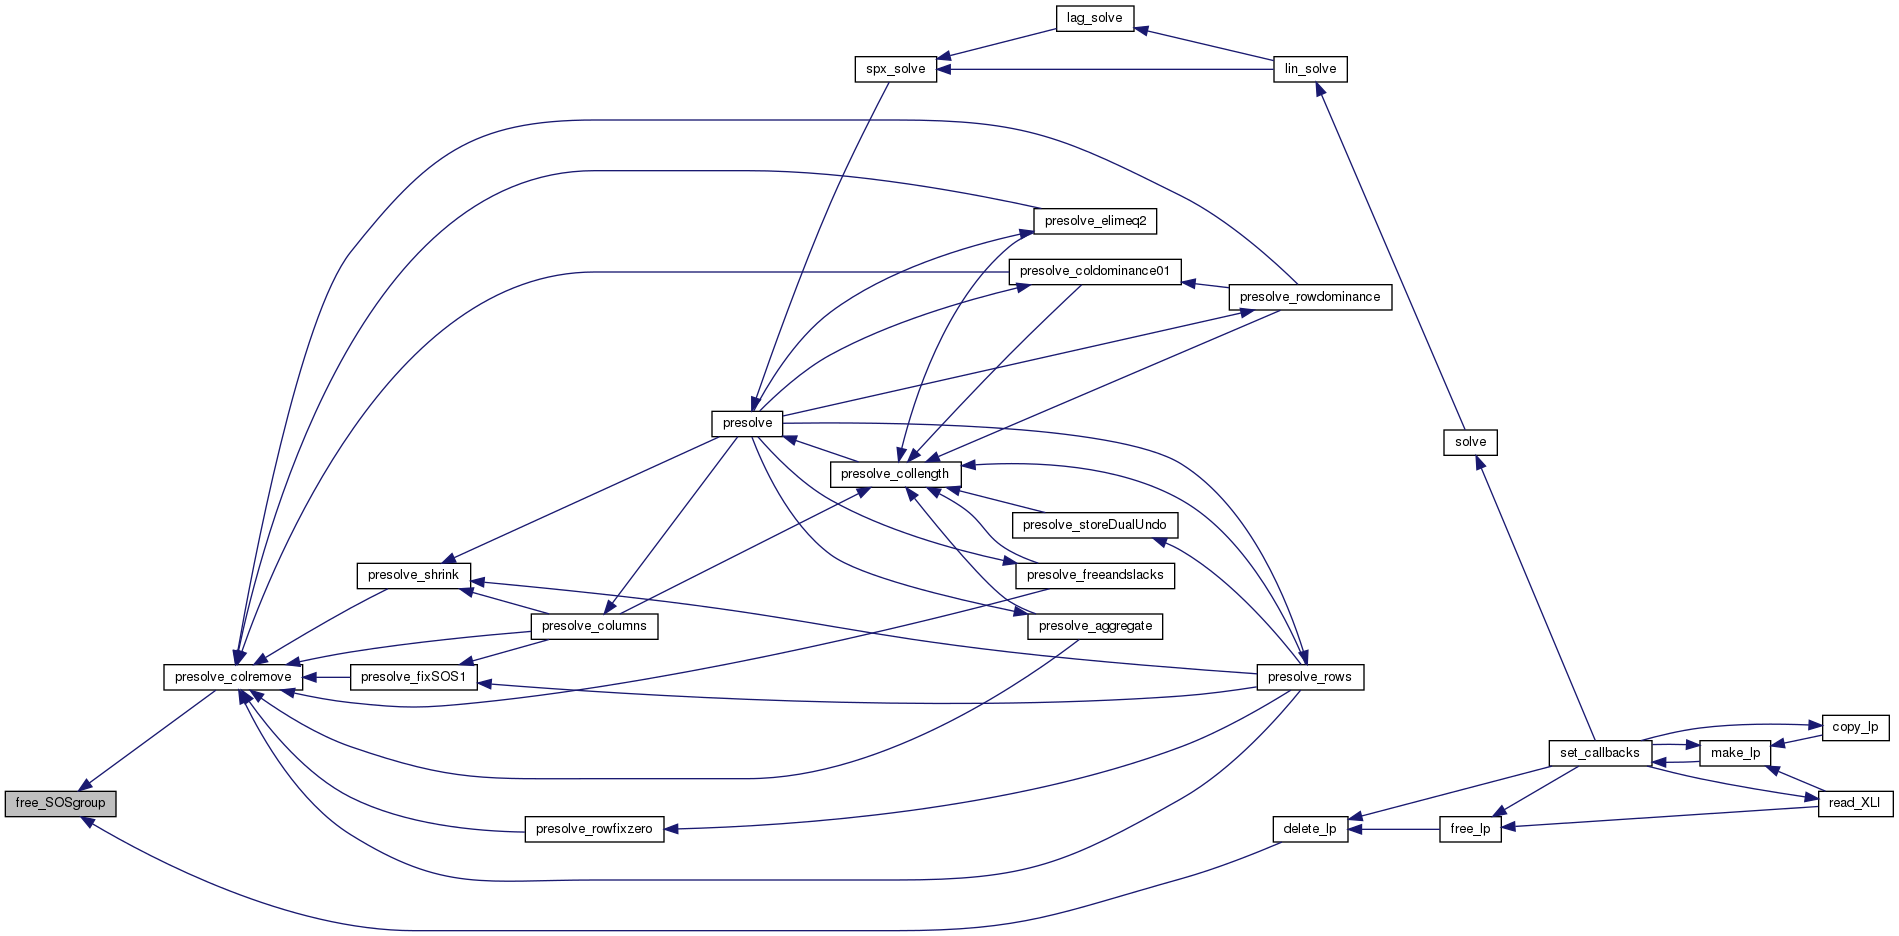 lag_solve
spx_solve
lin_solve
presolve_elimeq2
presolve_coldominance01
presolve_rowdominance
presolve
solve
presolve_collength
presolve_storeDualUndo
presolve_shrink
presolve_freeandslacks
presolve_columns
presolve_aggregate
presolve_colremove
presolve_fixSOS1
presolve_rows
copy_lp
set_callbacks
make_lp
free_SOSgroup
read_XLI
presolve_rowfixzero
delete_lp
free_lp